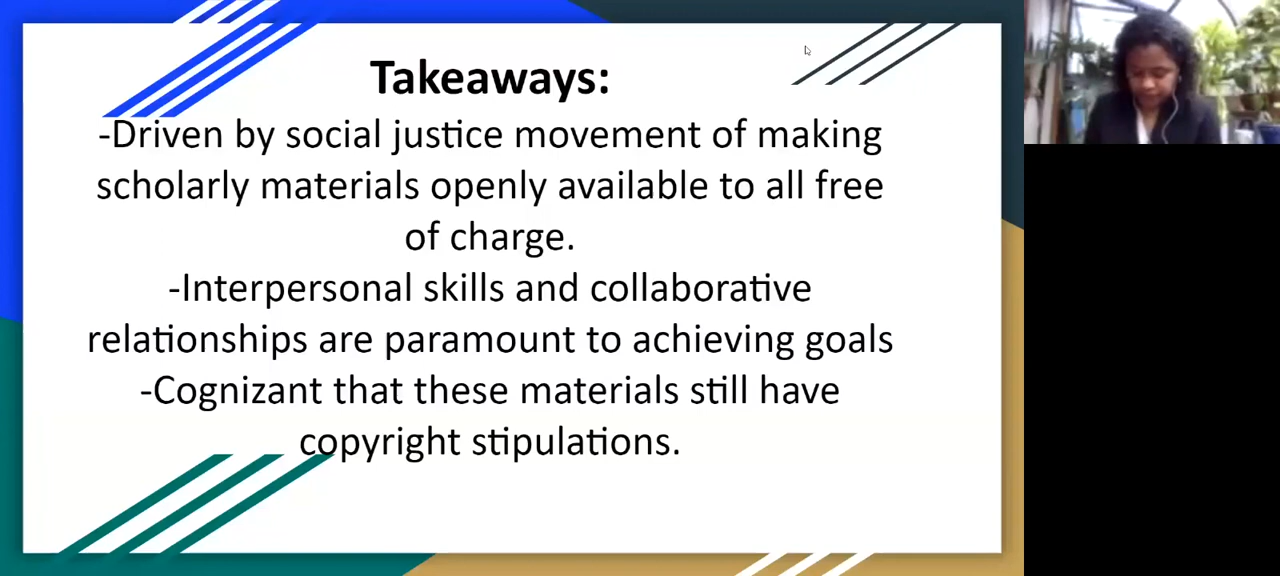 Takeaways:
-Driven by social justice movement of making
scholarly materials openly available to all free
of charge.
-Interpersonal skills and collaborative
relationships are paramount to achieving goals
-Cognizant that these materials still have
copyright stipulations.